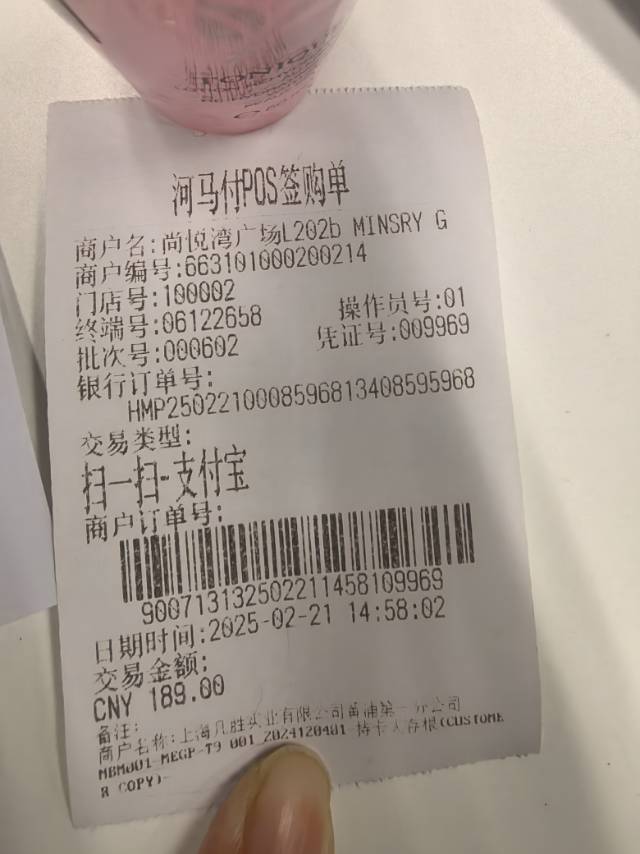 河马付POS签购单
商户名:尚悦湾广场L202b MINSRY G
商户编号:663101000200214
门店号:100002
终端号:06122658 操作员号:01
批次号:000602 凭证号:009969
银行订单号:
HMP2502210008596813408595968
交易类型:
扫一扫-支付宝
商户订单号:
900713132502211458109969
日期时间:2025-02-21 14:58:02
交易金额:
CNY 189.00
备注:
商户名称:上海凡胜实业有限公司黄浦第一分公司
MBM001-MEGP-T9 001 2024120401 持卡人存根(CUSTOME
R COPY)-